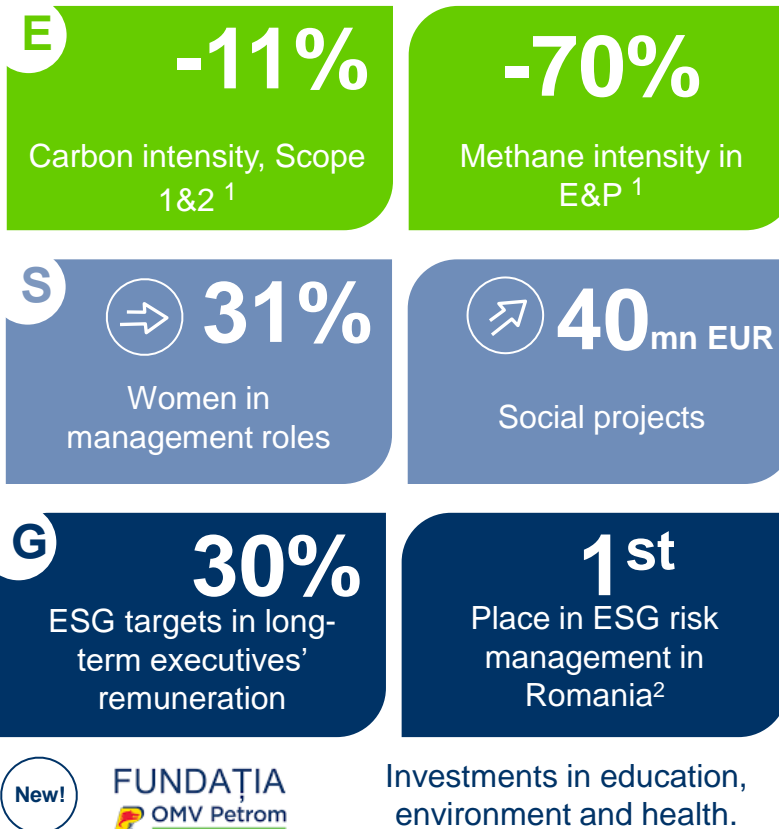 E
-11%
Carbon intensity, Scope
1&2 1
-70%
Methane intensity in
E&P 1
S
31%
Women in
management roles
40 mn EUR
Social projects
G
30%
ESG targets in long-
term executives’
remuneration
1st
Place in ESG risk
management in
Romania2
New!
FUNDAȚIA
OMV Petrom
Investments in education,
environment and health.